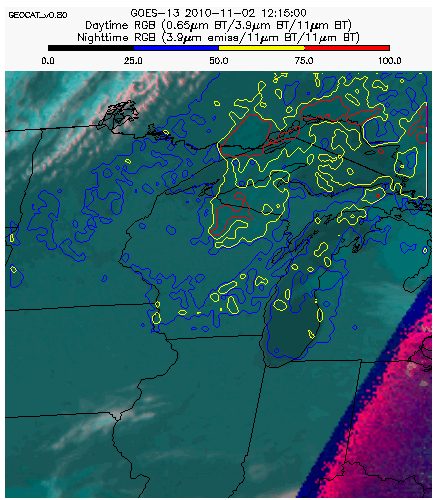 GEOCAT_v0.80
GOES-13 2010-11-02 12:15:00
Daytime RGB (0.65μm BT/3.9μm BT/11μm BT)
Nighttime RGB (3.9μm emiss/11μm BT/11μm BT)
0.0 25.0 50.0 75.0 100.0